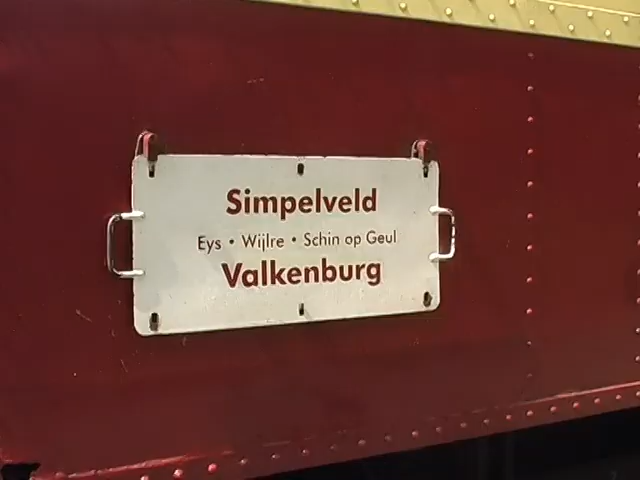 Simpelveld
Eys • Wijlre • Schin op Geul
Valkenburg